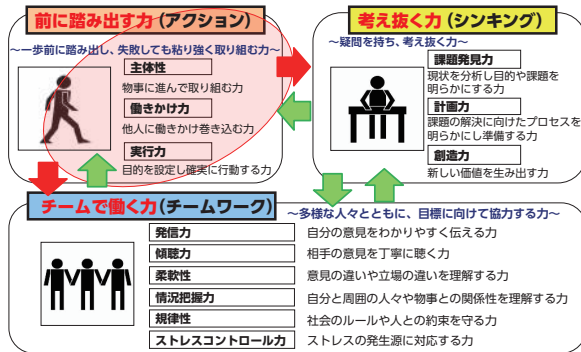 前に踏み出す力(アクション)
～一歩前に踏み出し、失敗しても粘り強く取り組む力～
主体性
物事に進んで取り組む力
働きかけ力
他人に働きかけ巻き込む力
実行力
目的を設定し確実に行動する力
考え抜く力(シンキング)
～疑問を持ち、考え抜く力～
課題発見力
現状を分析し目的や課題を
明らかにする力
計画力
課題の解決に向けたプロセスを
明らかにし準備する力
創造力
新しい価値を生み出す力
チームで働く力(チームワーク)
～多様な人々とともに、目標に向けて協力する力～
発信力
自分の意見をわかりやすく伝える力
傾聴力
相手の意見を丁寧に聴く力
柔軟性
意見の違いや立場の違いを理解する力
情況把握力
自分と周囲の人々や物事との関係性を理解する力
規律性
社会のルールや人との約束を守る力
ストレスコントロール力
ストレスの発生源に対応する力